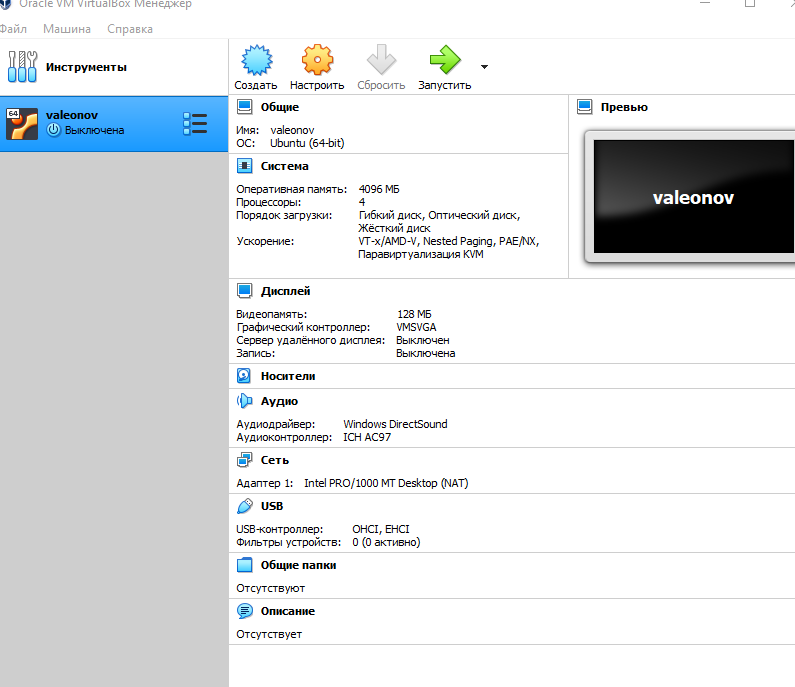 Oracle VM VirtualBox Менеджер
Файл Машина Справка
Инструменты
64
valeonov
Выключена
Создать Настроить Сбросить Запустить
Общие
Имя: valeonov
ОС: Ubuntu (64-bit)
Превью
valeonov
Система
Оперативная память: 4096 МБ
Процессоры: 4
Порядок загрузки: Гибкий диск, Оптический диск,
Жёсткий диск
Ускорение: VT-x/AMD-V, Nested Paging, PAE/NX,
Паравиртуализация KVM
Дисплей
Видеопамять: 128 МБ
Графический контроллер: VMSVGA
Сервер удалённого дисплея: Выключен
Запись: Выключена
Носители
Аудио
Аудиодрайвер: Windows DirectSound
Аудиоконтроллер: ICH AC97
Сеть
Адаптер 1: Intel PRO/1000 MT Desktop (NAT)
USB
USB-контроллер: OHCI, EHCI
Фильтры устройств: 0 (0 активно)
Общие папки
Отсутствуют
Описание
Отсутствует